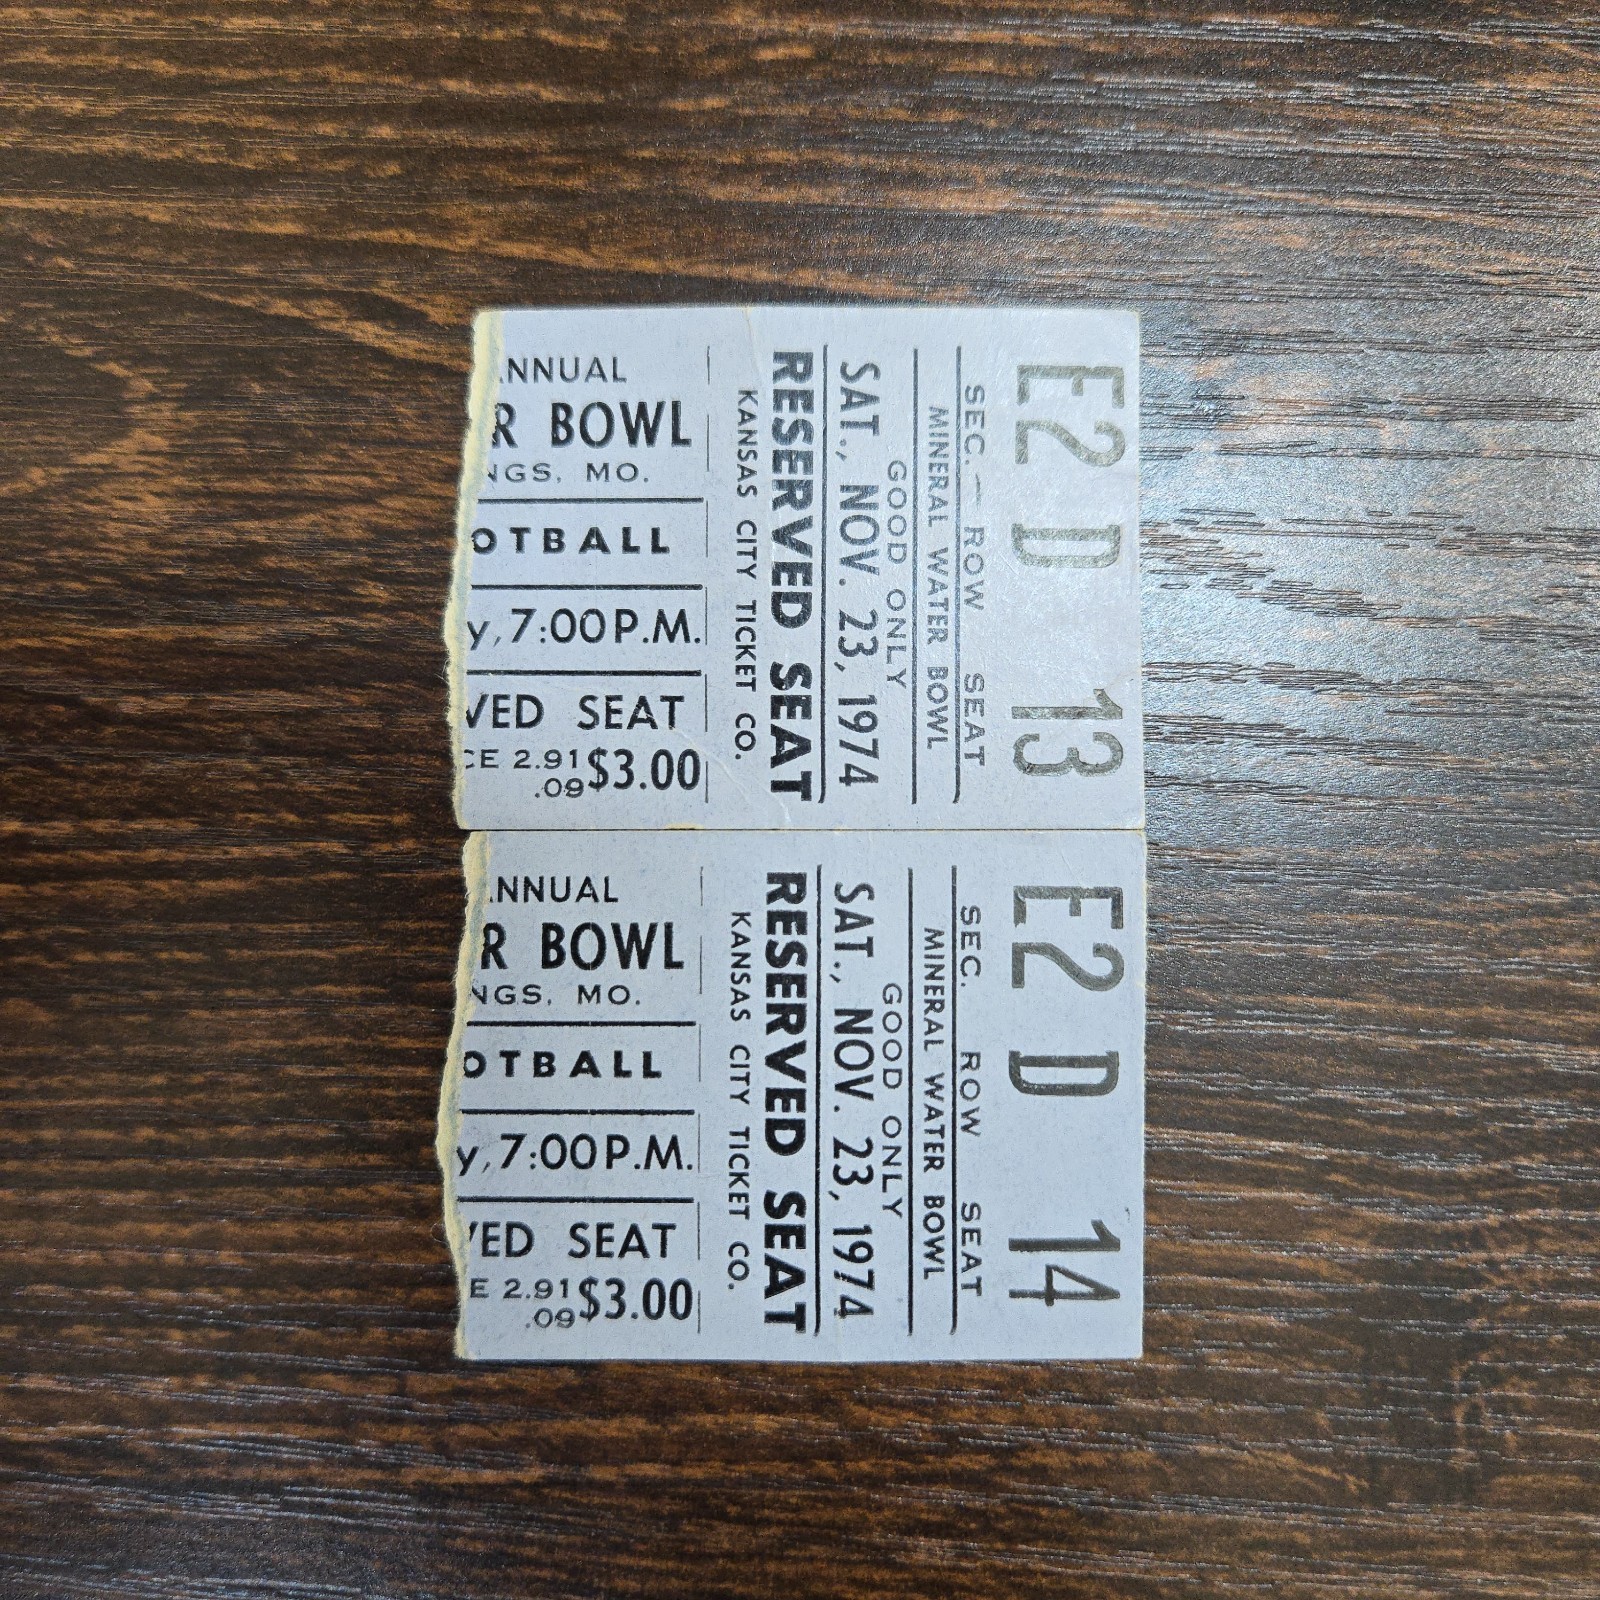 ANNUAL
R BOWL
NGS, MO.
OTBALL
y, 7:00 P.M.
VED SEAT
CE 2.91
.09 $3.00
E2 D 13
SEC. — ROW SEAT
MINERAL WATER BOWL
GOOD ONLY
SAT., NOV. 23, 1974
RESERVED SEAT
KANSAS CITY TICKET CO.
NNUAL
R BOWL
NGS, MO.
OTBALL
y, 7:00 P.M.
VED SEAT
E 2.91
.09 $3.00
E2 D 14
SEC. ROW SEAT
MINERAL WATER BOWL
GOOD ONLY
SAT., NOV. 23, 1974
RESERVED SEAT
KANSAS CITY TICKET CO.